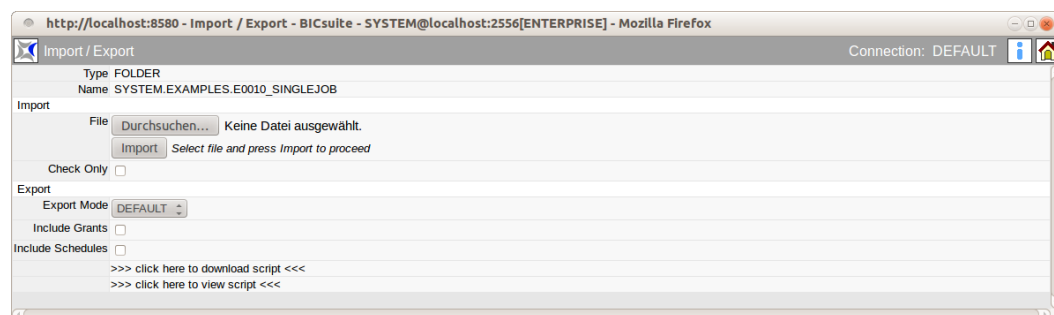 http://localhost:8580 - Import / Export - BICsuite - SYSTEM@localhost:2556[ENTERPRISE] - Mozilla Firefox
Import / Export Connection: DEFAULT
Type FOLDER
Name SYSTEM.EXAMPLES.E0010_SINGLEJOB
Import
File Durchsuchen... Keine Datei ausgewählt.
Import Select file and press Import to proceed
Check Only
Export
Export Mode DEFAULT
Include Grants
Include Schedules
>>> click here to download script <<<
>>> click here to view script <<<